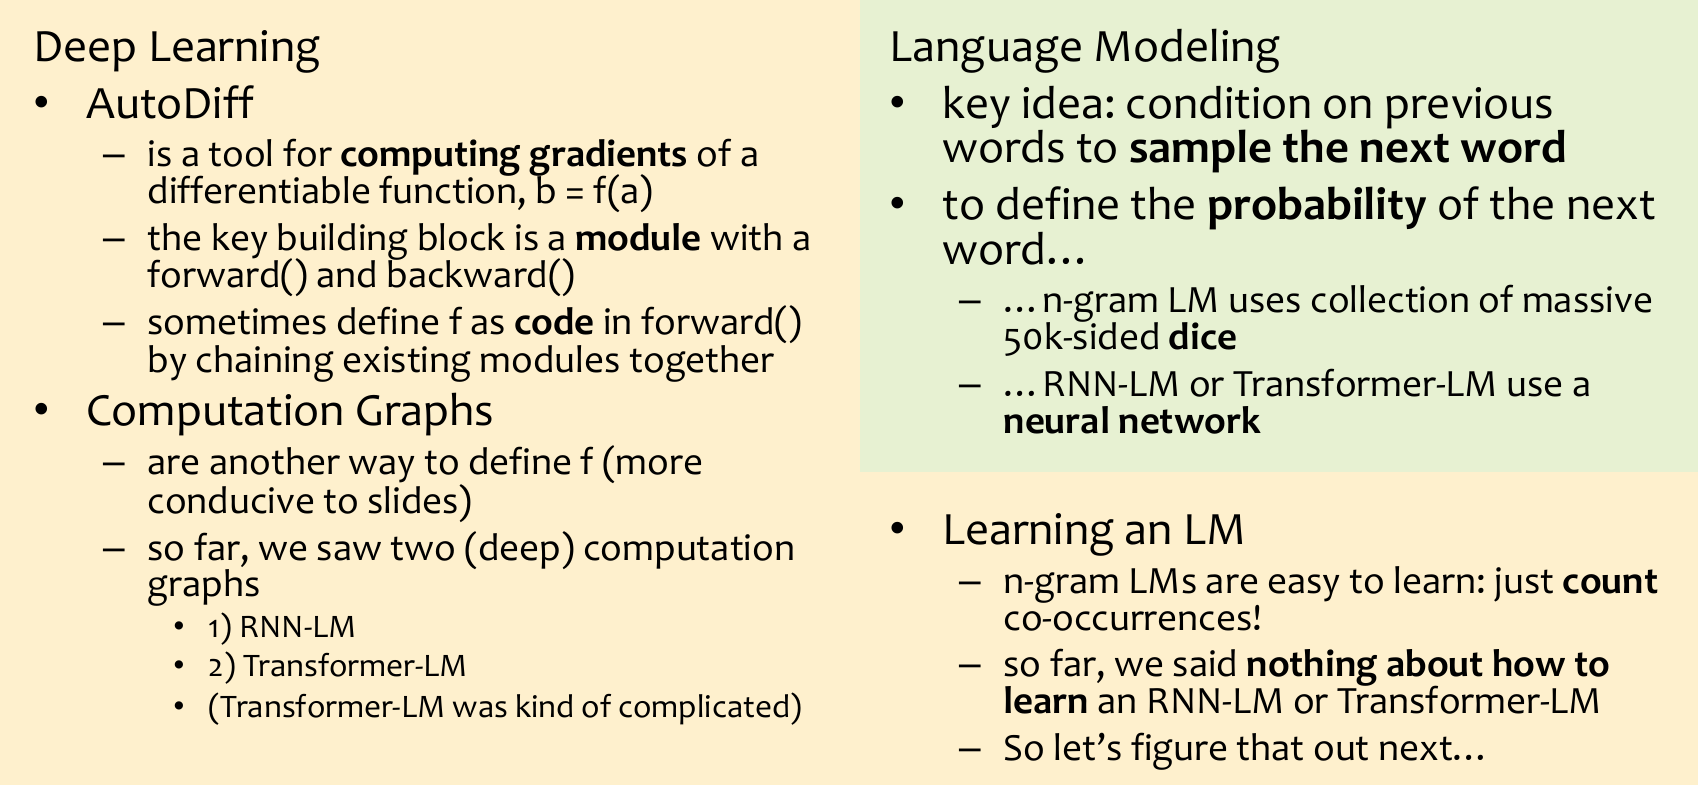 Deep Learning
• AutoDiff
– is a tool for computing gradients of a
differentiable function, b = f(a)
– the key building block is a module with a
forward() and backward()
– sometimes define f as code in forward()
by chaining existing modules together
• Computation Graphs
– are another way to define f (more
conducive to slides)
– so far, we saw two (deep) computation
graphs
• 1) RNN-LM
• 2) Transformer-LM
• (Transformer-LM was kind of complicated)
Language Modeling
• key idea: condition on previous
words to sample the next word
• to define the probability of the next
word…
– …n-gram LM uses collection of massive
50k-sided dice
– …RNN-LM or Transformer-LM use a
neural network
• Learning an LM
– n-gram LMs are easy to learn: just count
co-occurrences!
– so far, we said nothing about how to
learn an RNN-LM or Transformer-LM
– So let’s figure that out next…